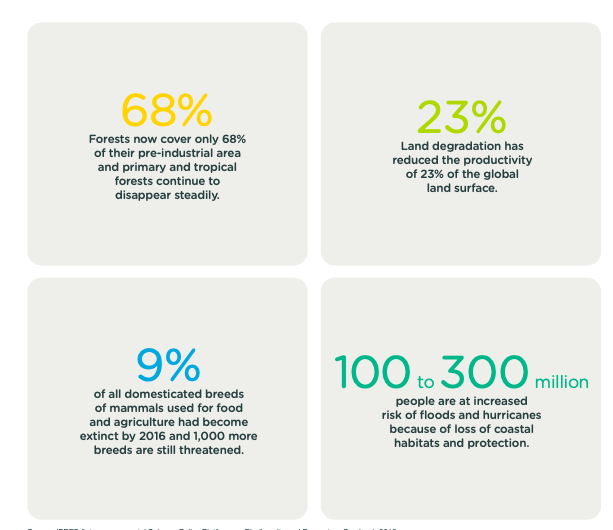 68%
Forests now cover only 68%
of their pre-industrial area
and primary and tropical
forests continue to
disappear steadily.
23%
Land degradation has
reduced the productivity
of 23% of the global
land surface.
9%
of all domesticated breeds
of mammals used for food
and agriculture had become
extinct by 2016 and 1,000 more
breeds are still threatened.
100 to 300 million
people are at increased
risk of floods and hurricanes
because of loss of coastal
habitats and protection.